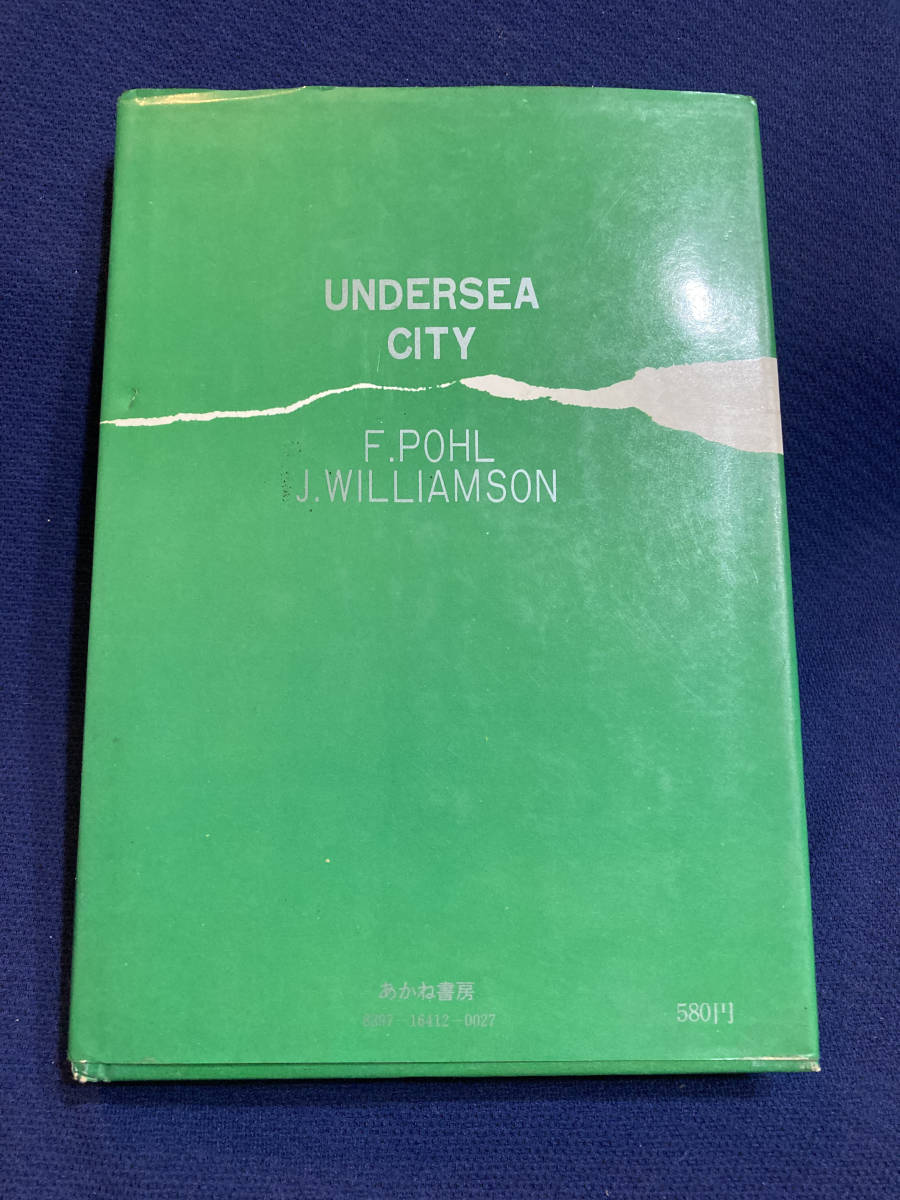 UNDERSEA
CITY
F.POHL
J.WILLIAMSON
あかね書房
8397-16412-0027
580円